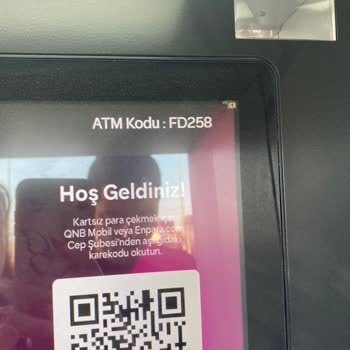 ATM Kodu : FD258
Hoş Geldiniz!
Kartsız para çekmek için
QNB Mobil veya Enpara.com
Cep Şubesi'nden aşağıdaki
karekodu okutun.